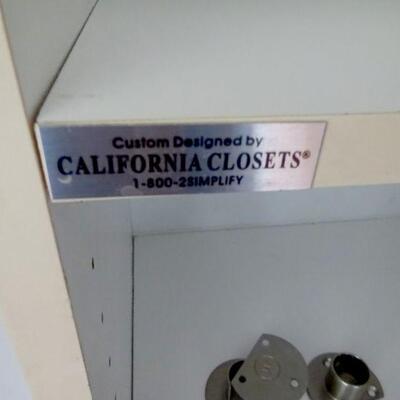 Custom Designed by
CALIFORNIA CLOSETS®
1-800-2SIMPLIFY